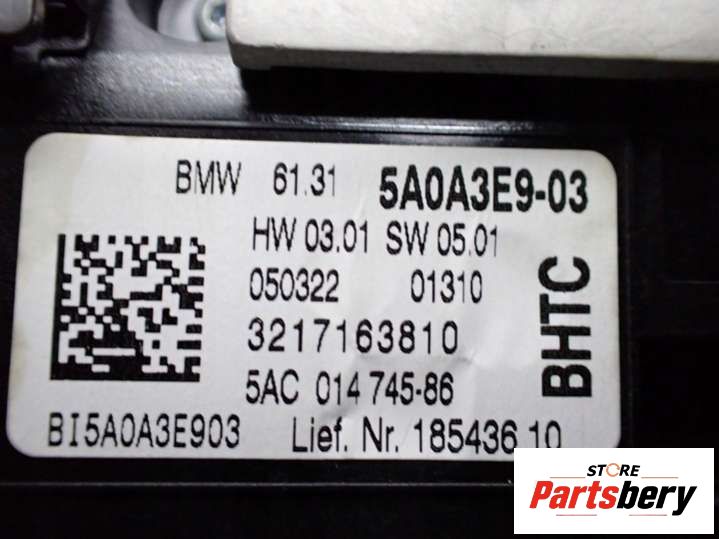 BMW 61.31 5A0A3E9-03
HW 03.01 SW 05.01
050322 01310
3217163810
5AC 014 745-86
BI5A0A3E903 Lief. Nr. 185436 10
BHTC
STORE
Partsbery